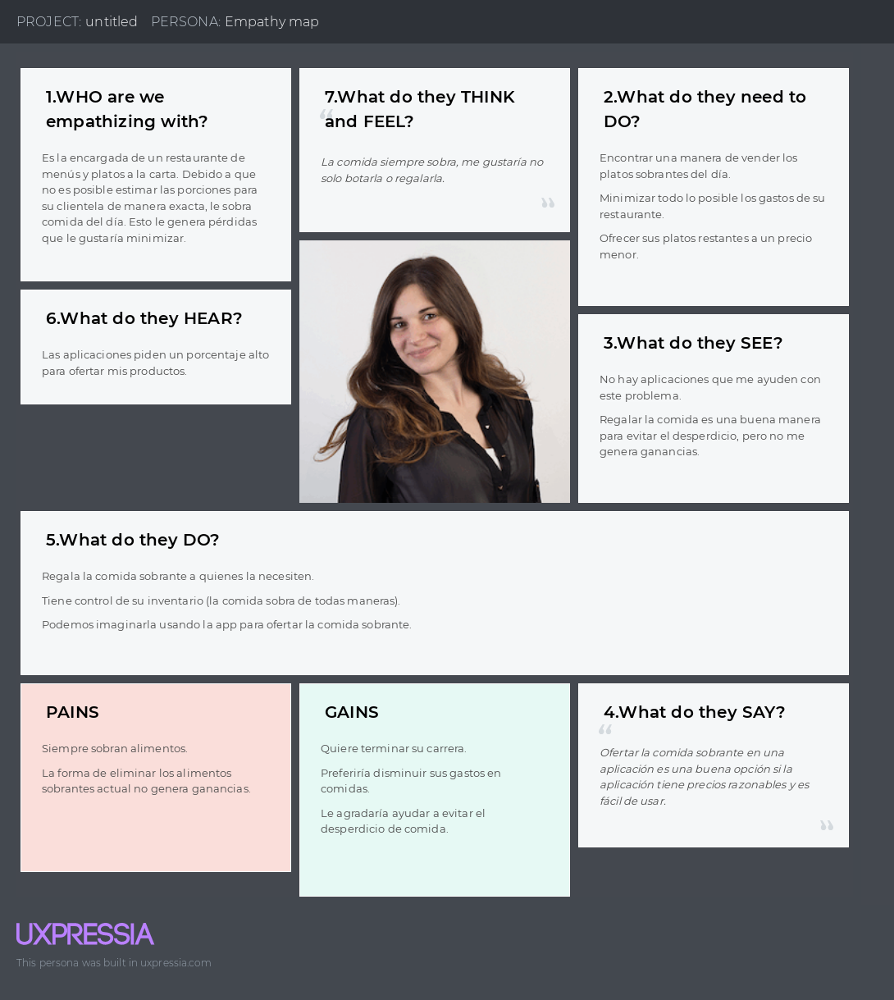 PROJECT: untitled PERSONA: Empathy map
1.WHO are we
empathizing with?
Es la encargada de un restaurante de
menús y platos a la carta. Debido a que
no es posible estimar las porciones para
su clientela de manera exacta, le sobra
comida del día. Esto le genera pérdidas
que le gustaría minimizar.
7.What do they THINK
and FEEL?
“
La comida siempre sobra, me gustaría no
solo botarla o regalarla.
”
2.What do they need to
DO?
Encontrar una manera de vender los
platos sobrantes del día.
Minimizar todo lo posible los gastos de su
restaurante.
Ofrecer sus platos restantes a un precio
menor.
6.What do they HEAR?
Las aplicaciones piden un porcentaje alto
para ofertar mis productos.
3.What do they SEE?
No hay aplicaciones que me ayuden con
este problema.
Regalar la comida es una buena manera
para evitar el desperdicio, pero no me
genera ganancias.
5.What do they DO?
Regala la comida sobrante a quienes la necesiten.
Tiene control de su inventario (la comida sobra de todas maneras).
Podemos imaginarla usando la app para ofertar la comida sobrante.
PAINS
Siempre sobran alimentos.
La forma de eliminar los alimentos
sobrantes actual no genera ganancias.
GAINS
Quiere terminar su carrera.
Preferiría disminuir sus gastos en
comidas.
Le agradaría ayudar a evitar el
desperdicio de comida.
4.What do they SAY?
“
Ofertar la comida sobrante en una
aplicación es una buena opción si la
aplicación tiene precios razonables y es
fácil de usar.
”
UXPRESSIA
This persona was built in uxpressia.com